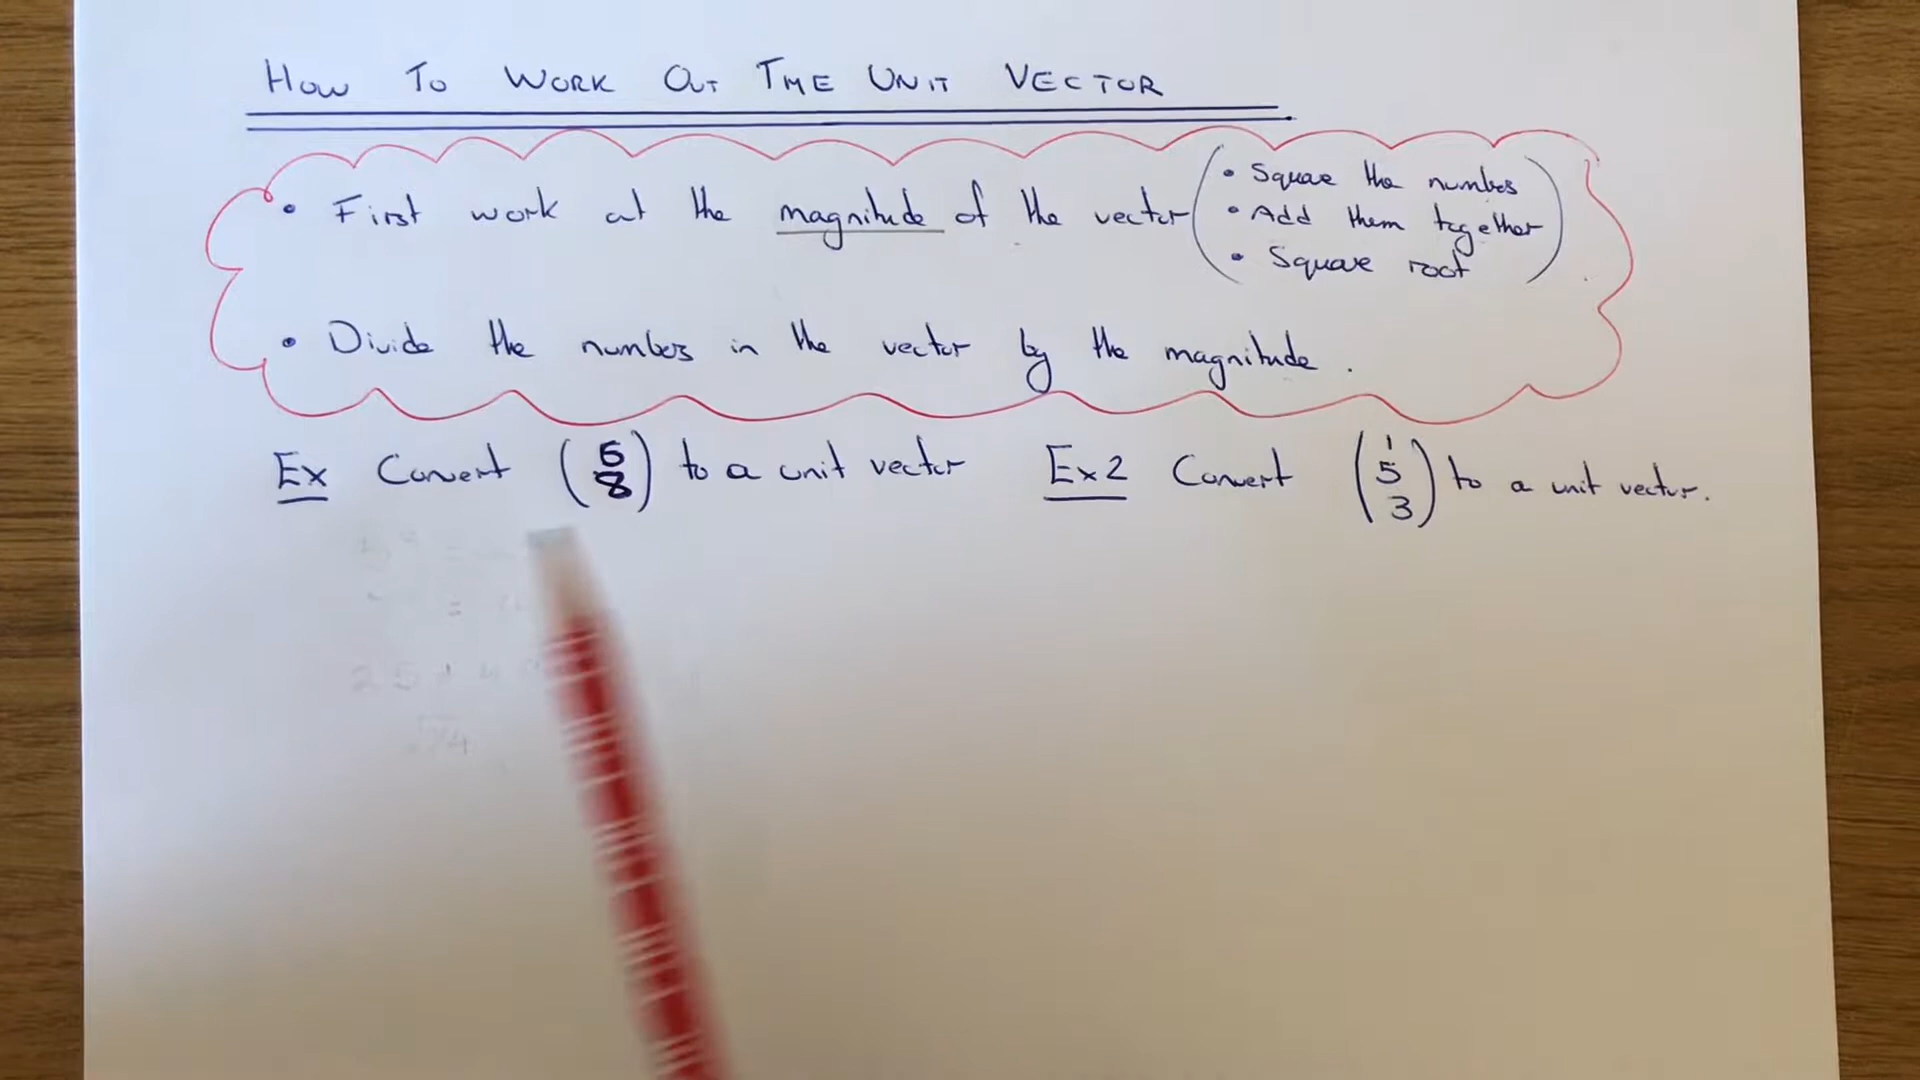 HOW TO WORK OUT THE UNIT VECTOR
• First work out the magnitude of the vector
• Square the numbers
• Add them together
• Square root
• Divide the numbers in the vector by the magnitude.
Ex Convert (6 8) to a unit vector
Ex2 Convert (1 5 3) to a unit vector.